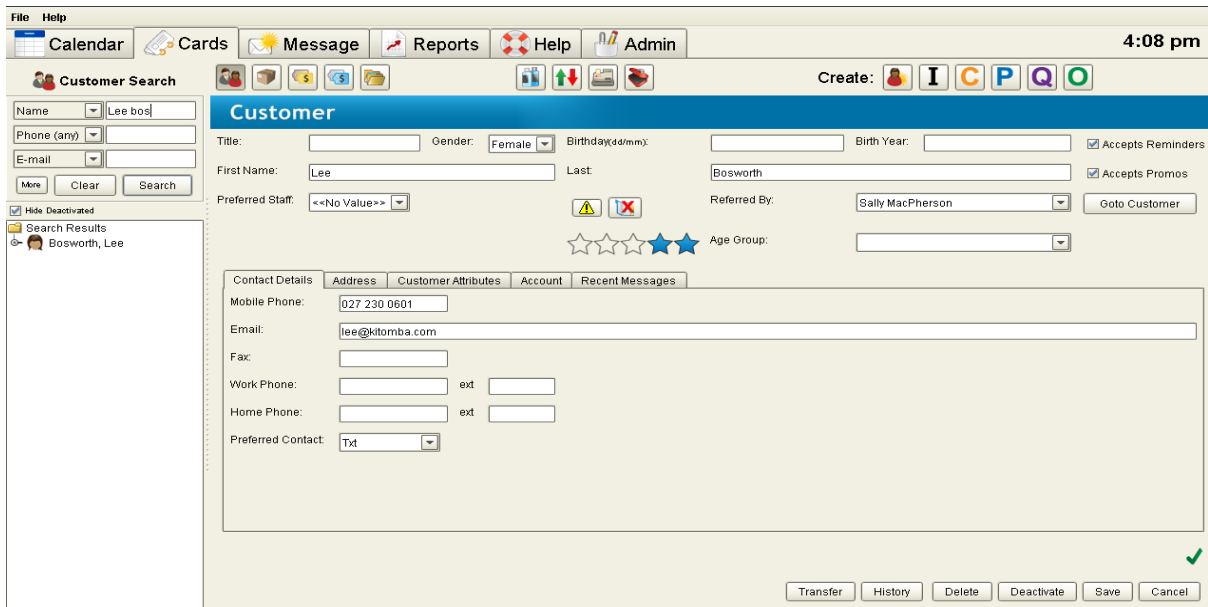 File Help
Calendar Cards Message Reports Help Admin 4:08 pm
Customer Search Create: I C P Q O
Name Lee bos
Phone (any)
E-mail
More Clear Search
Hide Deactivated
Search Results
Bosworth, Lee
Customer
Title: Gender: Female Birthday(dd/mm): Birth Year: Accepts Reminders
First Name: Lee Last: Bosworth Accepts Promos
Preferred Staff: <<No Value>> Referred By: Sally MacPherson Goto Customer
Age Group:
Contact Details Address Customer Attributes Account Recent Messages
Mobile Phone: 027 230 0601
Email: lee@kitomba.com
Fax:
Work Phone: ext
Home Phone: ext
Preferred Contact: Txt
Transfer History Delete Deactivate Save Cancel